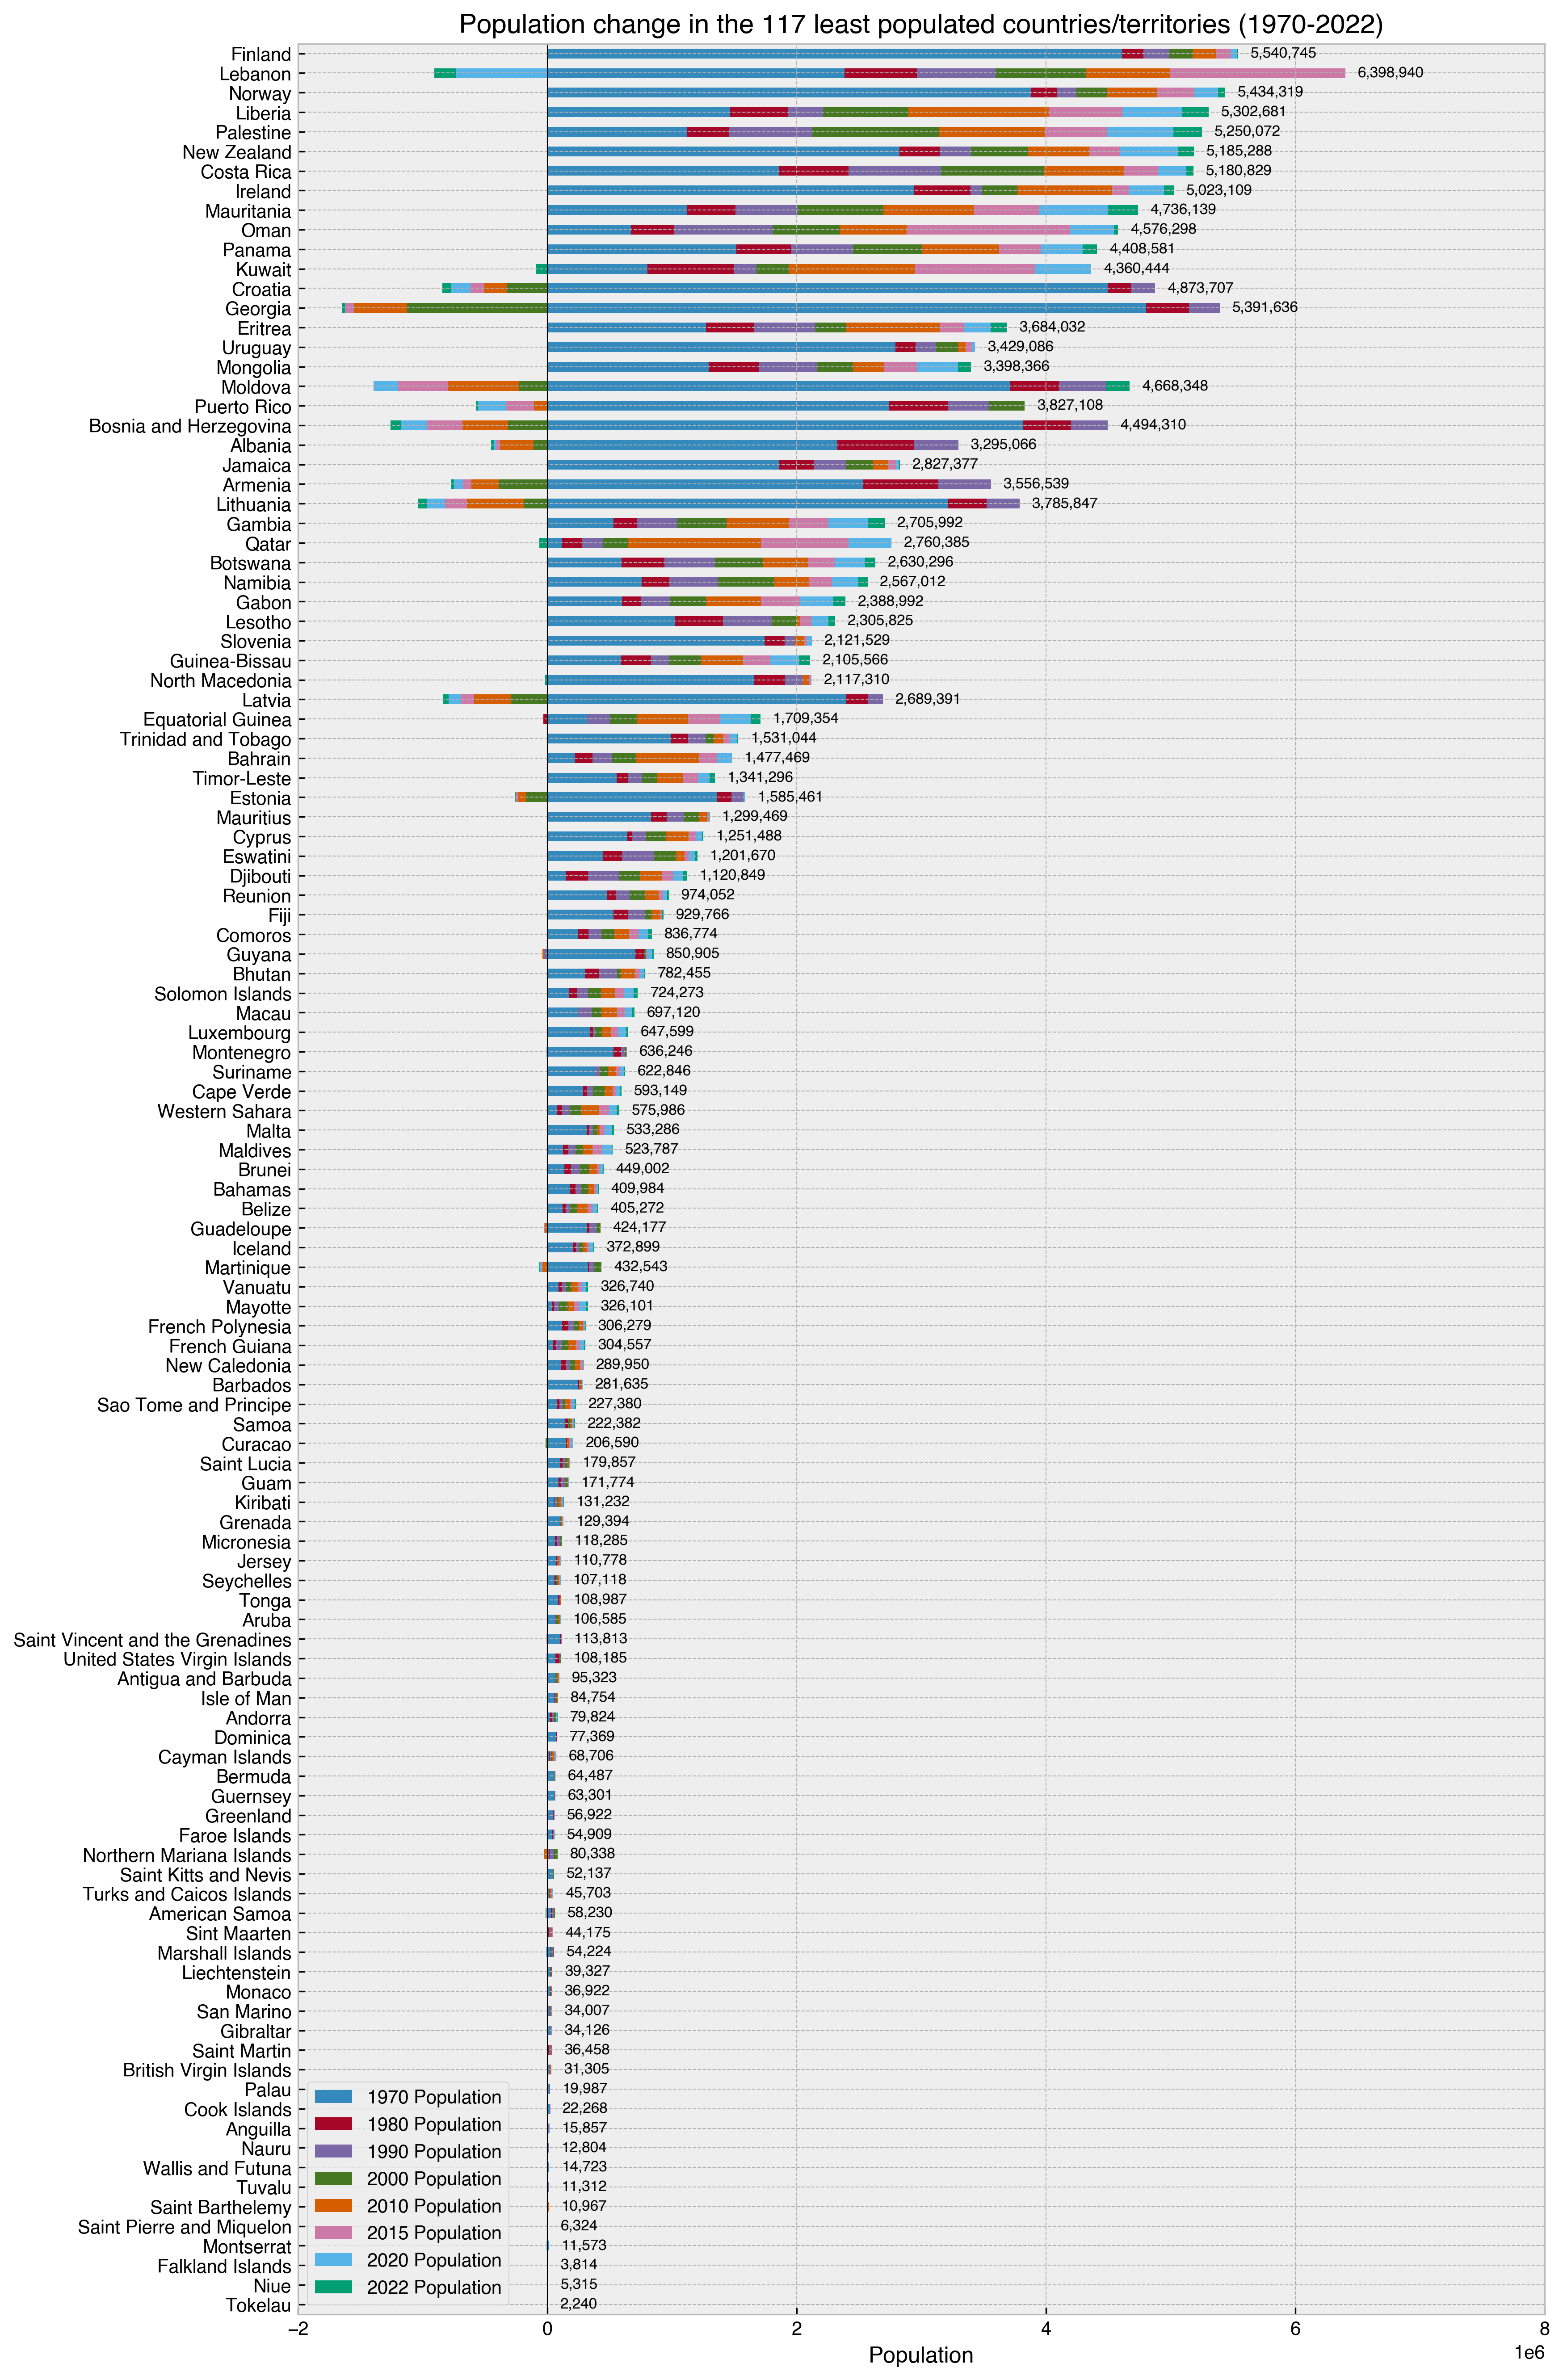 Population change in the 117 least populated countries/territories (1970-2022)
Finland 5,540,745
Lebanon 6,398,940
Norway 5,434,319
Liberia 5,302,681
Palestine 5,250,072
New Zealand 5,185,288
Costa Rica 5,180,829
Ireland 5,023,109
Mauritania 4,736,139
Oman 4,576,298
Panama 4,408,581
Kuwait 4,360,444
Croatia 4,873,707
Georgia 5,391,636
Eritrea 3,684,032
Uruguay 3,429,086
Mongolia 3,398,366
Moldova 4,668,348
Puerto Rico 3,827,108
Bosnia and Herzegovina 4,494,310
Albania 3,295,066
Jamaica 2,827,377
Armenia 3,556,539
Lithuania 3,785,847
Gambia 2,705,992
Qatar 2,760,385
Botswana 2,630,296
Namibia 2,567,012
Gabon 2,388,992
Lesotho 2,305,825
Slovenia 2,121,529
Guinea-Bissau 2,105,566
North Macedonia 2,117,310
Latvia 2,689,391
Equatorial Guinea 1,709,354
Trinidad and Tobago 1,531,044
Bahrain 1,477,469
Timor-Leste 1,341,296
Estonia 1,585,461
Mauritius 1,299,469
Cyprus 1,251,488
Eswatini 1,201,670
Djibouti 1,120,849
Reunion 974,052
Fiji 929,766
Comoros 836,774
Guyana 850,905
Bhutan 782,455
Solomon Islands 724,273
Macau 697,120
Luxembourg 647,599
Montenegro 636,246
Suriname 622,846
Cape Verde 593,149
Western Sahara 575,986
Malta 533,286
Maldives 523,787
Brunei 449,002
Bahamas 409,984
Belize 405,272
Guadeloupe 424,177
Iceland 372,899
Martinique 432,543
Vanuatu 326,740
Mayotte 326,101
French Polynesia 306,279
French Guiana 304,557
New Caledonia 289,950
Barbados 281,635
Sao Tome and Principe 227,380
Samoa 222,382
Curacao 206,590
Saint Lucia 179,857
Guam 171,774
Kiribati 131,232
Grenada 129,394
Micronesia 118,285
Jersey 110,778
Seychelles 107,118
Tonga 108,987
Aruba 106,585
Saint Vincent and the Grenadines 113,813
United States Virgin Islands 108,185
Antigua and Barbuda 95,323
Isle of Man 84,754
Andorra 79,824
Dominica 77,369
Cayman Islands 68,706
Bermuda 64,487
Guernsey 63,301
Greenland 56,922
Faroe Islands 54,909
Northern Mariana Islands 80,338
Saint Kitts and Nevis 52,137
Turks and Caicos Islands 45,703
American Samoa 58,230
Sint Maarten 44,175
Marshall Islands 54,224
Liechtenstein 39,327
Monaco 36,922
San Marino 34,007
Gibraltar 34,126
Saint Martin 36,458
British Virgin Islands 31,305
Palau 19,987
Cook Islands 22,268
Anguilla 15,857
Nauru 12,804
Wallis and Futuna 14,723
Tuvalu 11,312
Saint Barthelemy 10,967
Saint Pierre and Miquelon 6,324
Montserrat 11,573
Falkland Islands 3,814
Niue 5,315
Tokelau 2,240
1970 Population
1980 Population
1990 Population
2000 Population
2010 Population
2015 Population
2020 Population
2022 Population
−2 0 2 4 6 8
1e6
Population